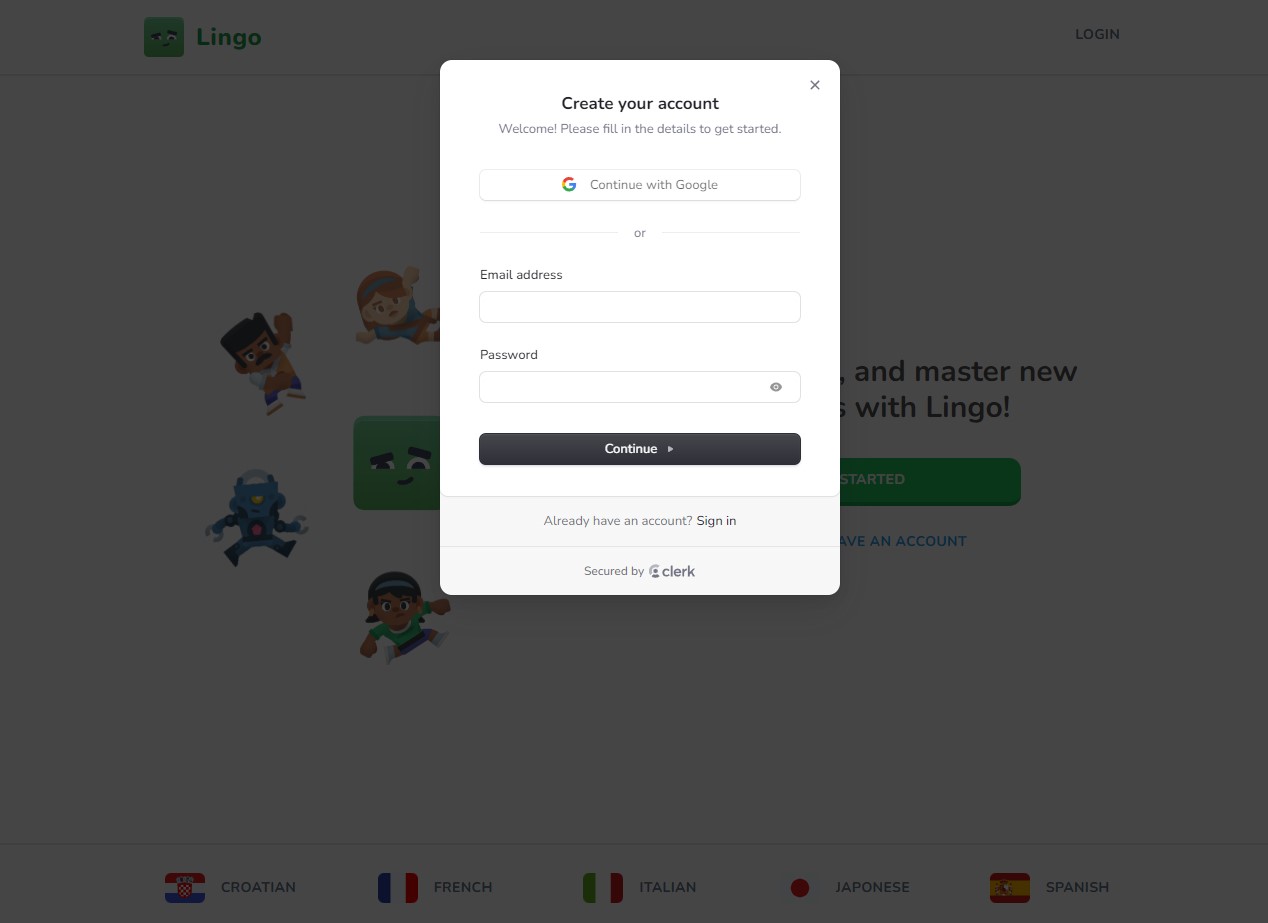 Lingo
LOGIN
Create your account
Welcome! Please fill in the details to get started.
Continue with Google
or
Email address
Password
, and master new
s with Lingo!
Continue
STARTED
Already have an account? Sign in
AVE AN ACCOUNT
Secured by clerk
CROATIAN
FRENCH
ITALIAN
JAPONESE
SPANISH